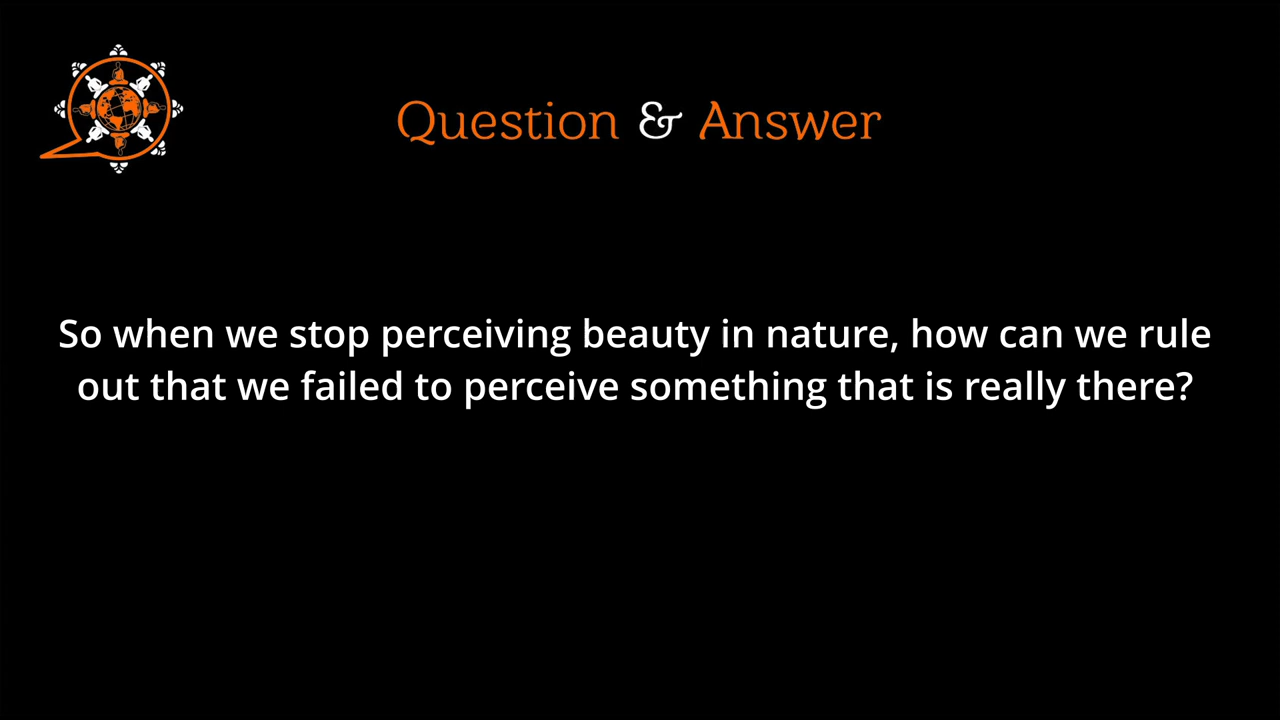 Question & Answer
So when we stop perceiving beauty in nature, how can we rule
out that we failed to perceive something that is really there?